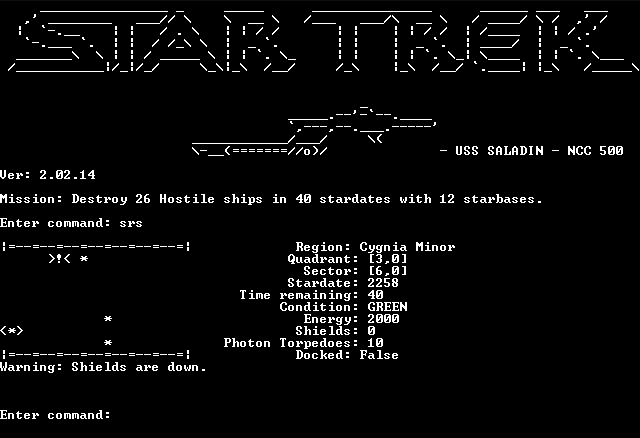 STAR TREK
- USS SALADIN - NCC 500
Ver: 2.02.14
Mission: Destroy 26 Hostile ships in 40 stardates with 12 starbases.
Enter command: srs
|=--=--=--=--=--=--=--=| Region: Cygnia Minor
>!< * Quadrant: [3,0]
Sector: [6,0]
Stardate: 2258
Time remaining: 40
Condition: GREEN
* Energy: 2000
<*> Shields: 0
* Photon Torpedoes: 10
|=--=--=--=--=--=--=--=| Docked: False
Warning: Shields are down.
Enter command: